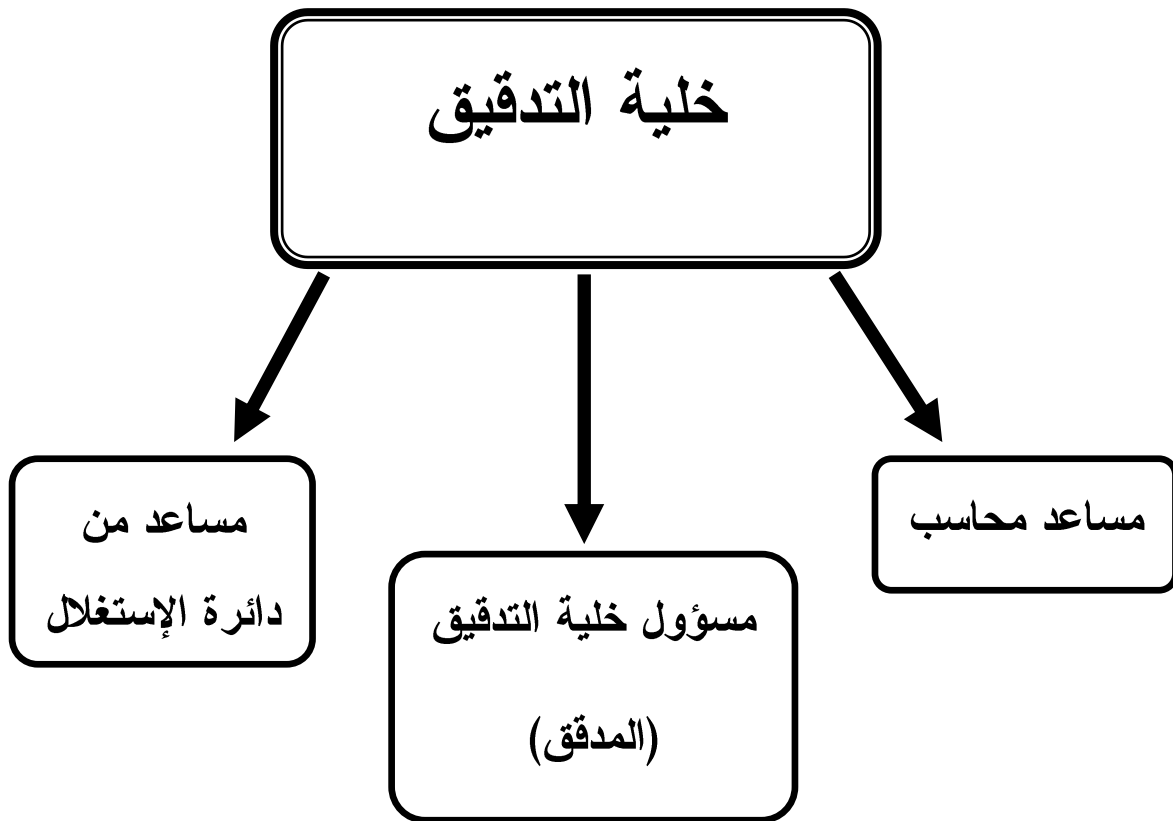 خلية التدقيق
مساعد محاسب
مسؤول خلية التدقيق
(المدقق)
مساعد من
دائرة الإستغلال